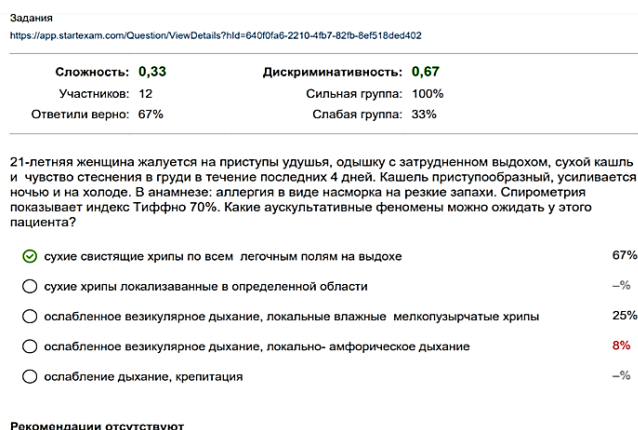 Задания
https://app.startexam.com/Question/ViewDetails?hId=640f0fa6-2210-4fb7-82fb-8ef518ded402
Сложность: 0,33 Дискриминативность: 0,67
Участников: 12 Сильная группа: 100%
Ответили верно: 67% Слабая группа: 33%
21-летняя женщина жалуется на приступы удушья, одышку с затрудненном выдохом, сухой кашль
и чувство стеснения в груди в течение последних 4 дней. Кашель приступообразный, усиливается
ночью и на холоде. В анамнезе: аллергия в виде насморка на резкие запахи. Спирометрия
показывает индекс Тиффно 70%. Какие аускультативные феномены можно ожидать у этого
пациента?
сухие свистящие хрипы по всем легочным полям на выдохе 67%
сухие хрипы локализаванные в определенной области –%
ослабленное везикулярное дыхание, локальные влажные мелкопузырчатые хрипы 25%
ослабленное везикулярное дыхание, локально- амфорическое дыхание 8%
ослабление дыхание, крепитация –%
Рекомендации отсутствуют